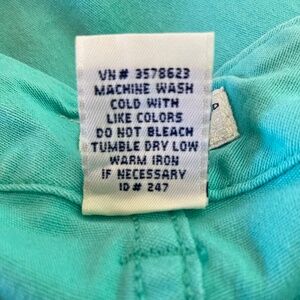 VN# 3578623
MACHINE WASH
COLD WITH
LIKE COLORS
DO NOT BLEACH
TUMBLE DRY LOW
WARM IRON
IF NECESSARY
ID# 247